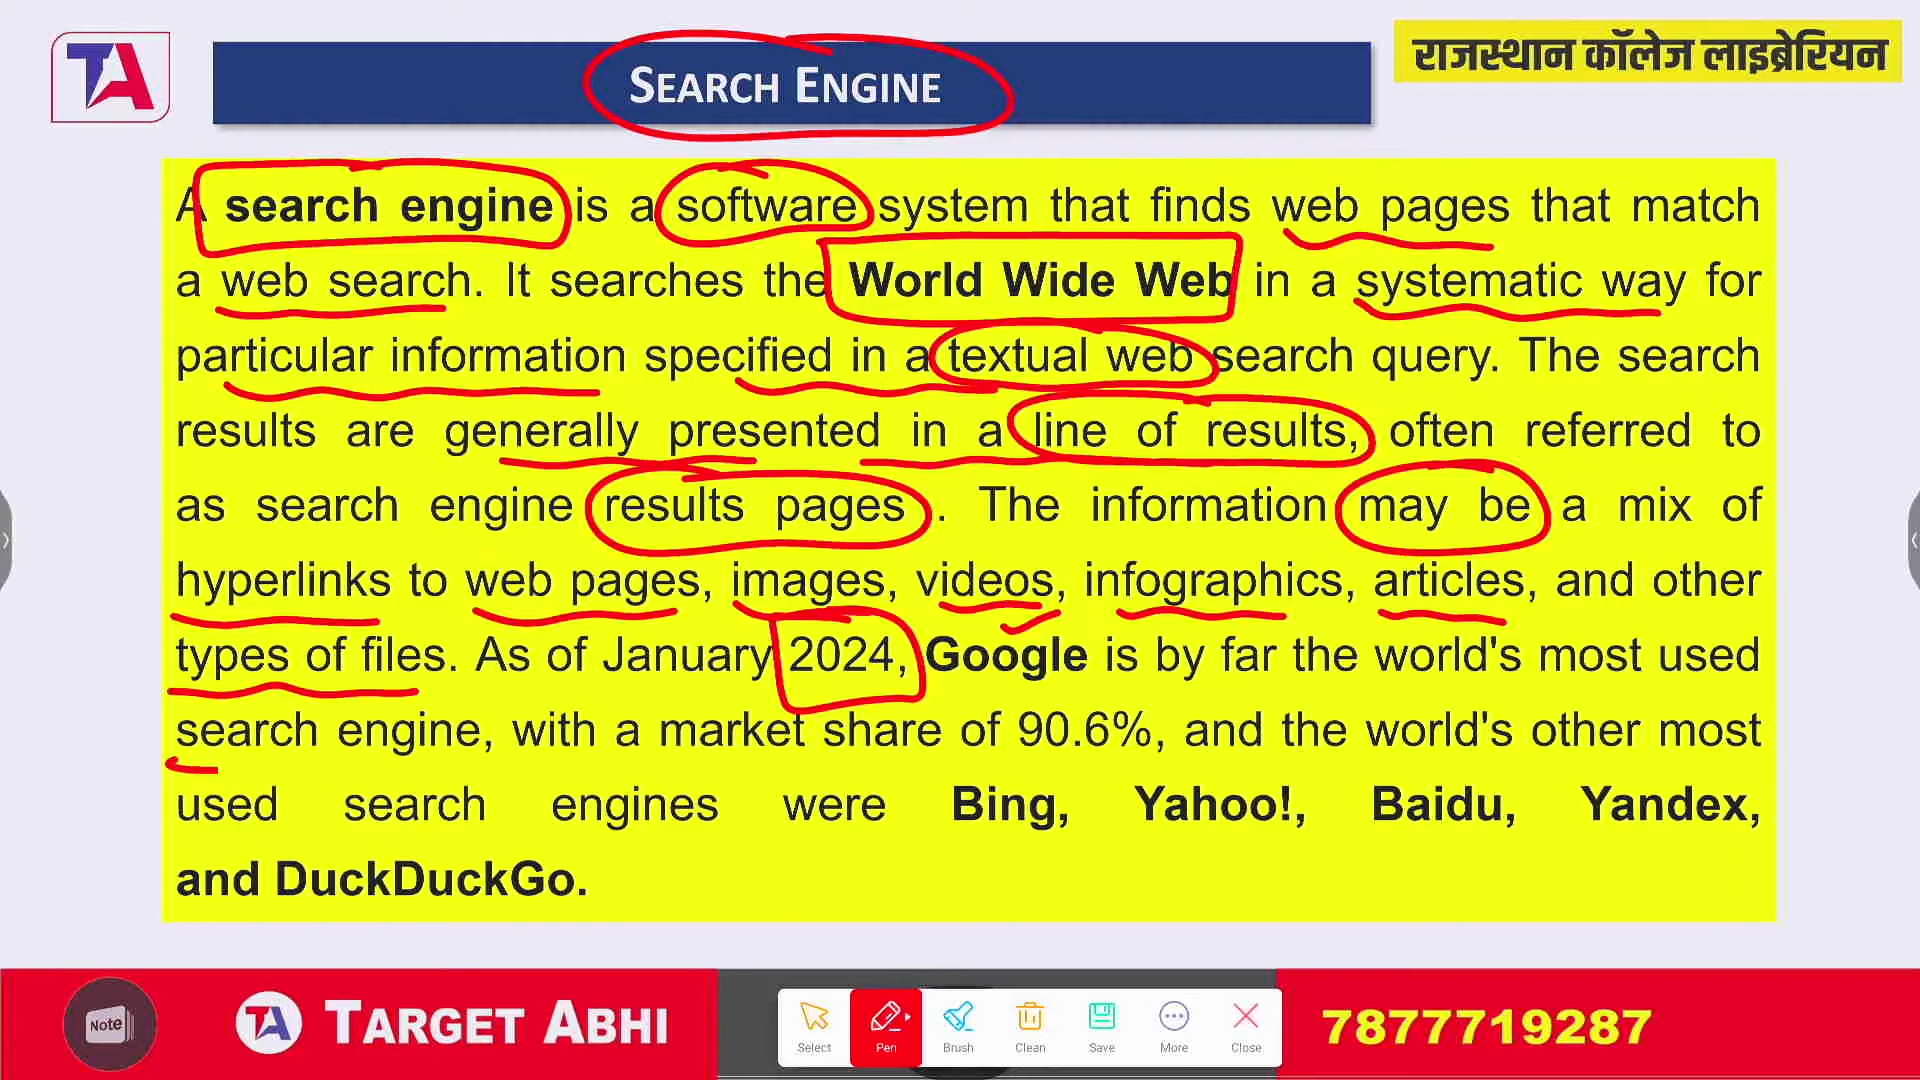 TA
SEARCH ENGINE
राजस्थान कॉलेज लाइब्रेरियन
A search engine is a software system that finds web pages that match
a web search. It searches the World Wide Web in a systematic way for
particular information specified in a textual web search query. The search
results are generally presented in a line of results, often referred to
as search engine results pages . The information may be a mix of
hyperlinks to web pages, images, videos, infographics, articles, and other
types of files. As of January 2024, Google is by far the world's most used
search engine, with a market share of 90.6%, and the world's other most
used search engines were Bing, Yahoo!, Baidu, Yandex,
and DuckDuckGo.
Note
TA TARGET ABHI
Select Pen Brush Clean Save More Close
7877719287